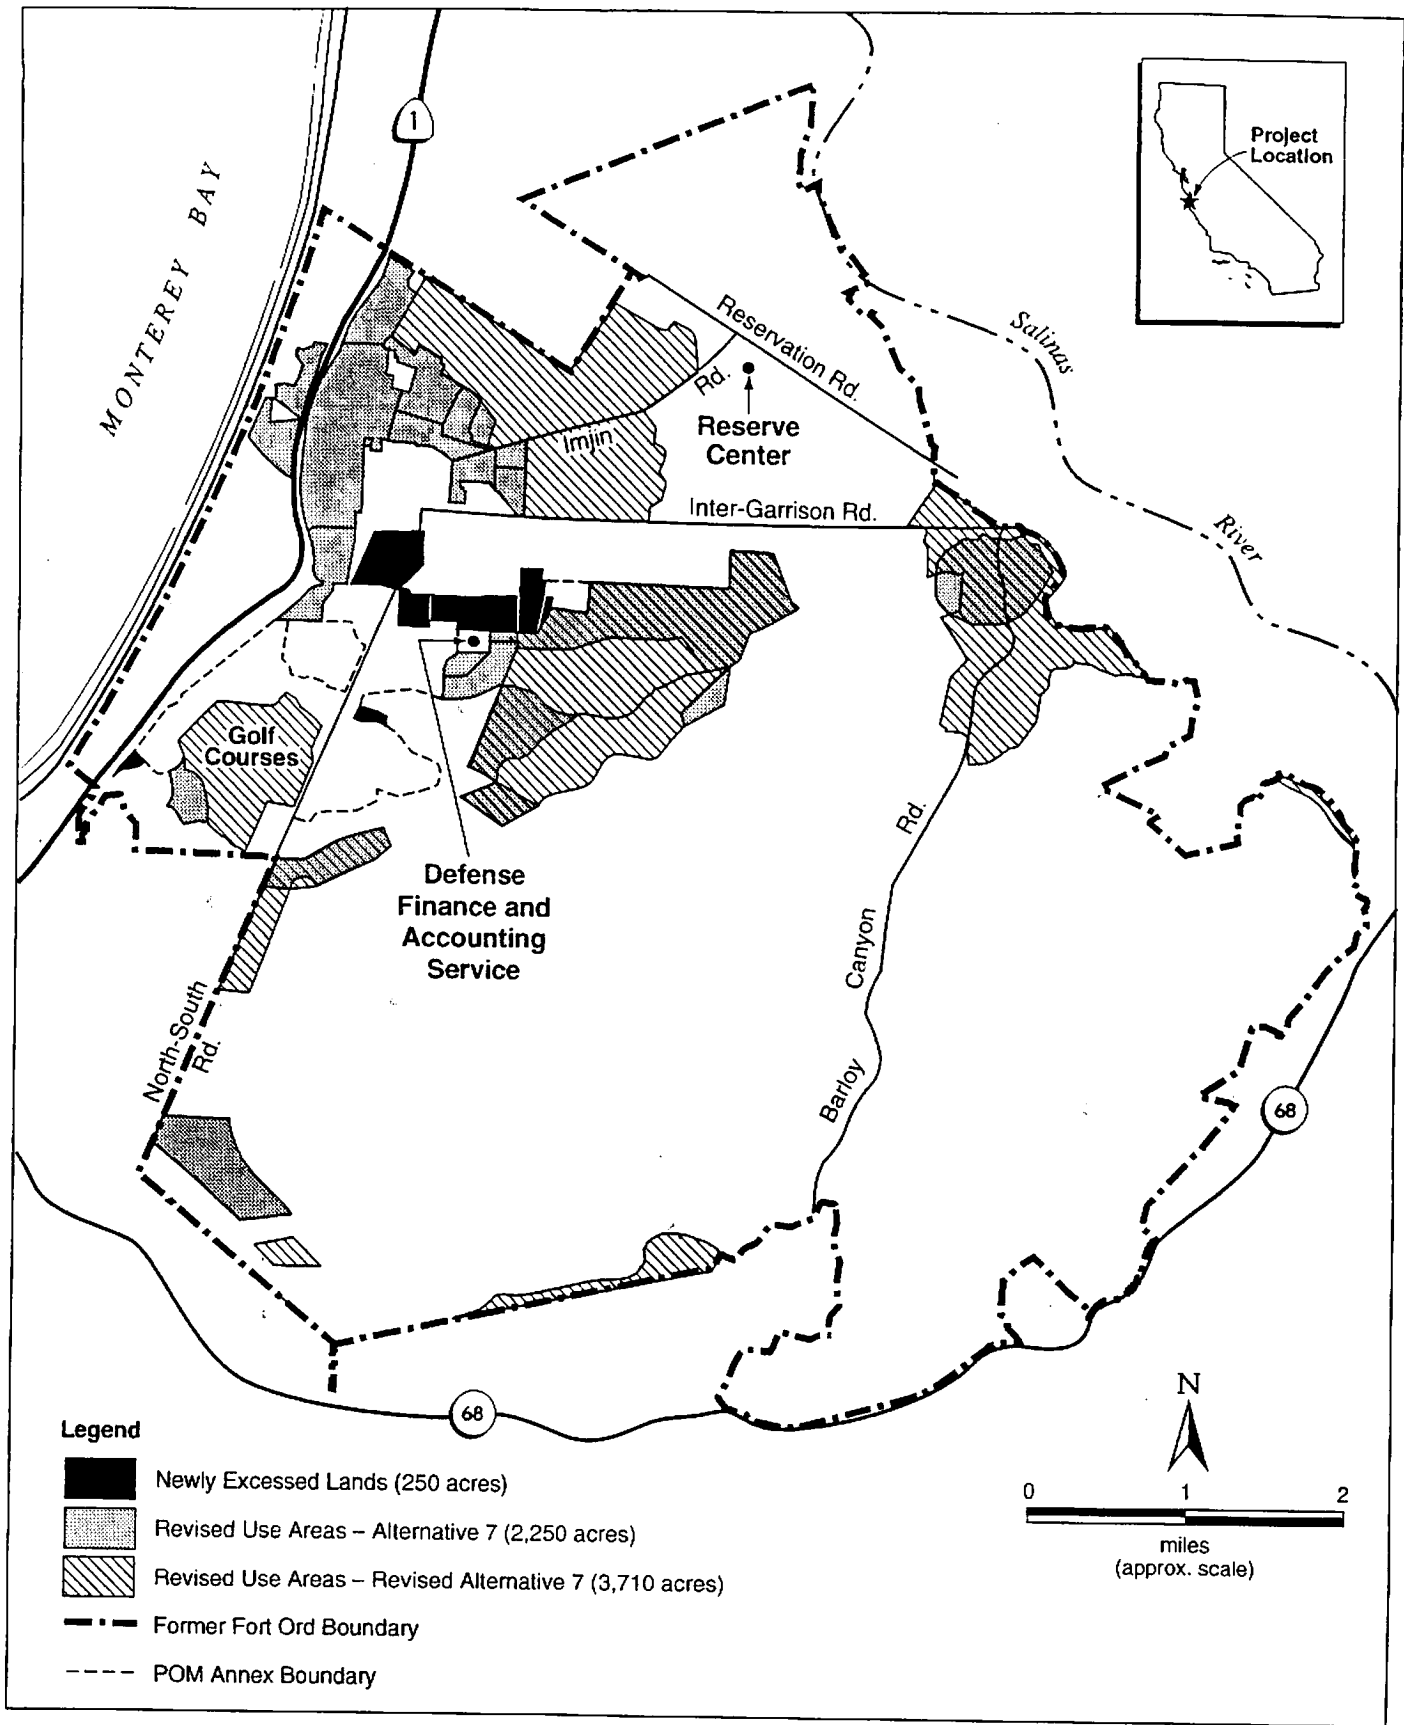 1
Project
Location
MONTEREY BAY
Salinas
River
Reservation Rd.
Imjin
Rd.
Reserve
Center
Inter-Garrison Rd.
Golf
Courses
Defense
Finance and
Accounting
Service
North-South
Rd.
Barloy
Canyon
Rd.
68
68
N
0 1 2
miles
(approx. scale)
Legend
Newly Excessed Lands (250 acres)
Revised Use Areas – Alternative 7 (2,250 acres)
Revised Use Areas – Revised Alternative 7 (3,710 acres)
Former Fort Ord Boundary
POM Annex Boundary